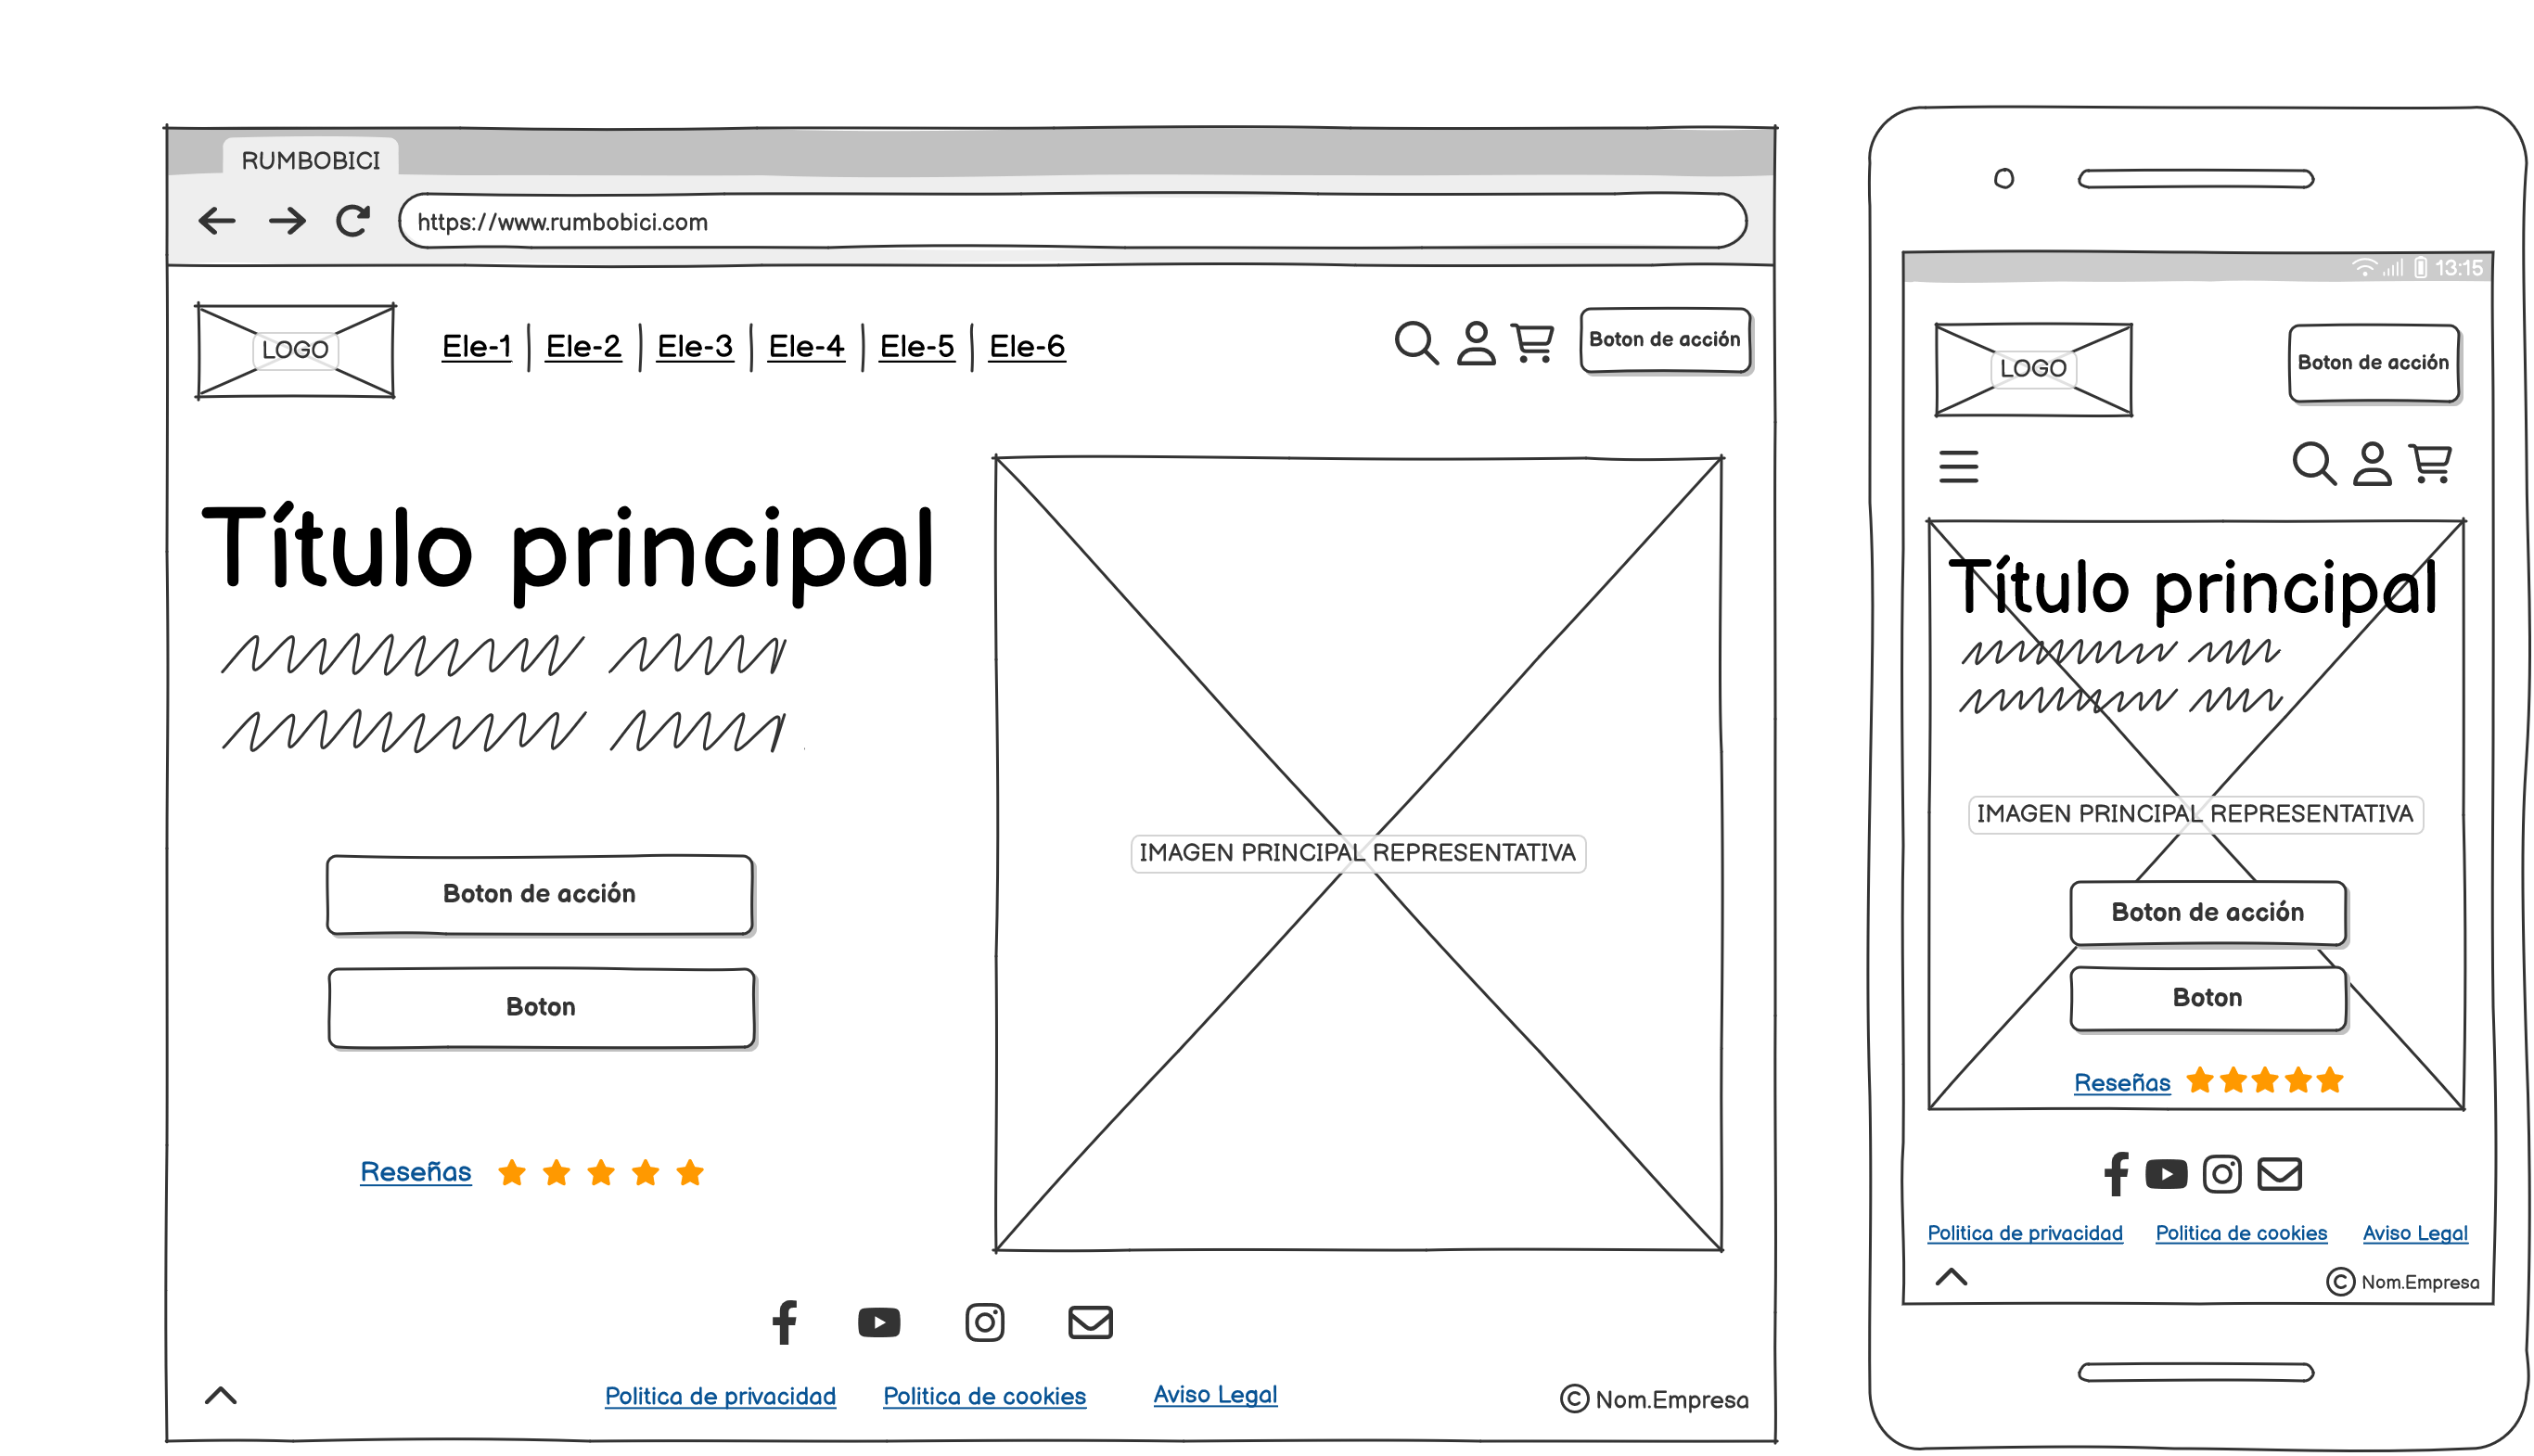 RUMBOBICI
https://www.rumbobici.com
LOGO
Ele-1 Ele-2 Ele-3 Ele-4 Ele-5 Ele-6
Boton de acción
Título principal
IMAGEN PRINCIPAL REPRESENTATIVA
Boton de acción
Boton
Reseñas
Politica de privacidad Politica de cookies Aviso Legal
© Nom.Empresa
13:15
LOGO
Boton de acción
Título principal
IMAGEN PRINCIPAL REPRESENTATIVA
Boton de acción
Boton
Reseñas
Politica de privacidad Politica de cookies Aviso Legal
© Nom.Empresa